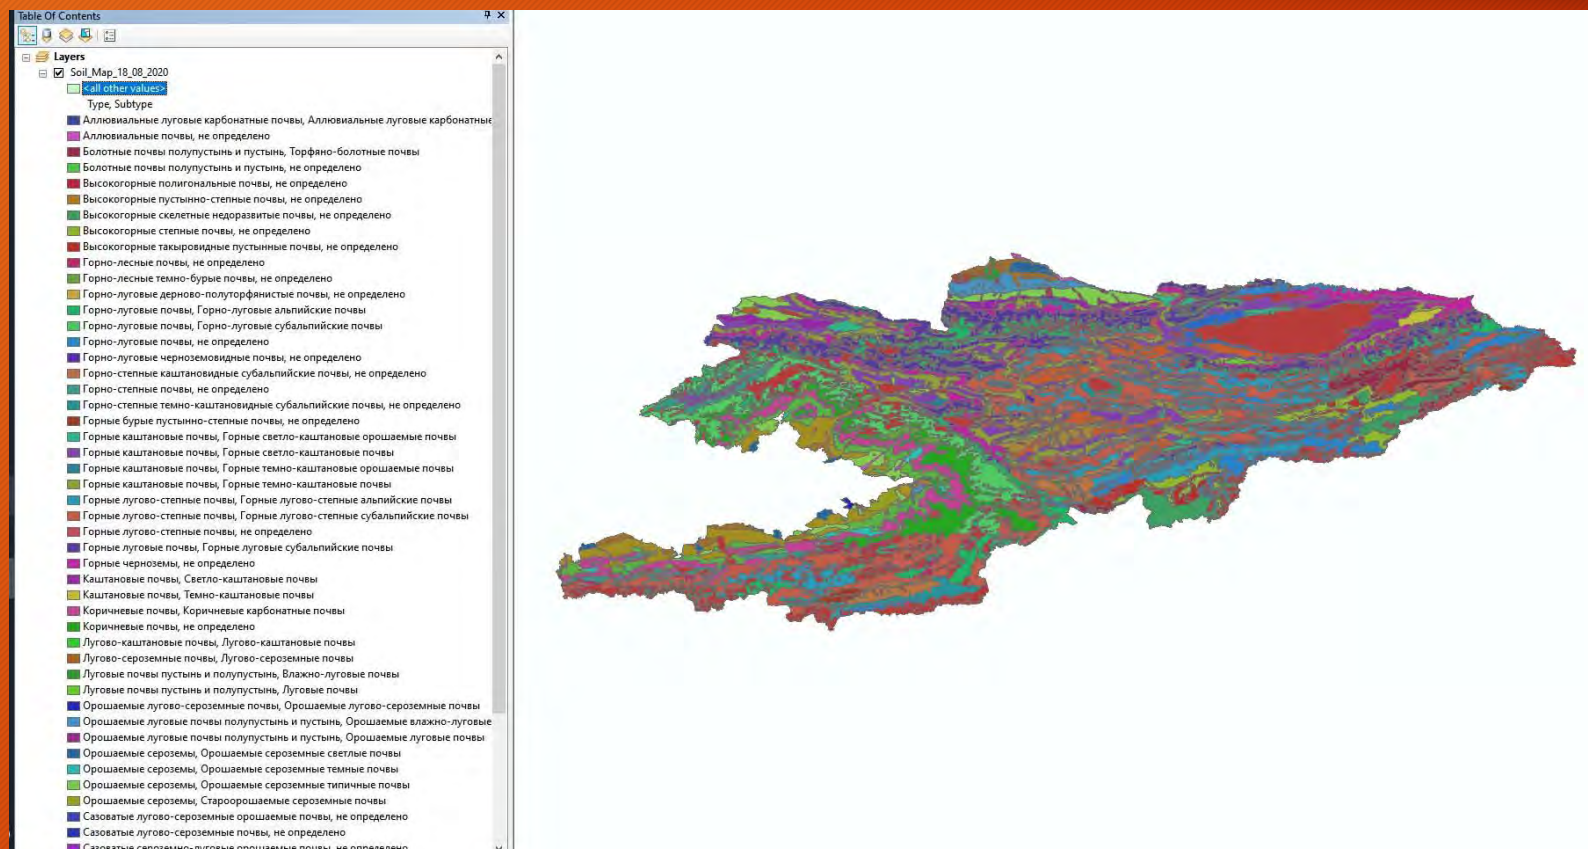 Table Of Contents
Layers
Soil_Map_18_08_2020
<all other values>
Type, Subtype
Аллювиальные луговые карбонатные почвы, Аллювиальные луговые карбонатные
Аллювиальные почвы, не определено
Болотные почвы полупустынь и пустынь, Торфяно-болотные почвы
Болотные почвы полупустынь и пустынь, не определено
Высокогорные полигональные почвы, не определено
Высокогорные пустынно-степные почвы, не определено
Высокогорные скелетные недоразвитые почвы, не определено
Высокогорные степные почвы, не определено
Высокогорные такыровидные пустынные почвы, не определено
Горно-лесные почвы, не определено
Горно-лесные темно-бурые почвы, не определено
Горно-луговые дерново-полуторфянистые почвы, не определено
Горно-луговые почвы, Горно-луговые альпийские почвы
Горно-луговые почвы, Горно-луговые субальпийские почвы
Горно-луговые почвы, не определено
Горно-луговые черноземовидные почвы, не определено
Горно-степные каштановидные субальпийские почвы, не определено
Горно-степные почвы, не определено
Горно-степные темно-каштановидные субальпийские почвы, не определено
Горные бурые пустынно-степные почвы, не определено
Горные каштановые почвы, Горные светло-каштановые орошаемые почвы
Горные каштановые почвы, Горные светло-каштановые почвы
Горные каштановые почвы, Горные темно-каштановые орошаемые почвы
Горные каштановые почвы, Горные темно-каштановые почвы
Горные лугово-степные почвы, Горные лугово-степные альпийские почвы
Горные лугово-степные почвы, Горные лугово-степные субальпийские почвы
Горные лугово-степные почвы, не определено
Горные луговые почвы, Горные луговые субальпийские почвы
Горные черноземы, не определено
Каштановые почвы, Светло-каштановые почвы
Каштановые почвы, Темно-каштановые почвы
Коричневые почвы, Коричневые карбонатные почвы
Коричневые почвы, не определено
Лугово-каштановые почвы, Лугово-каштановые почвы
Лугово-сероземные почвы, Лугово-сероземные почвы
Луговые почвы пустынь и полупустынь, Влажно-луговые почвы
Луговые почвы пустынь и полупустынь, Луговые почвы
Орошаемые лугово-сероземные почвы, Орошаемые лугово-сероземные почвы
Орошаемые луговые почвы полупустынь и пустынь, Орошаемые влажно-луговые
Орошаемые луговые почвы полупустынь и пустынь, Орошаемые луговые почвы
Орошаемые сероземы, Орошаемые сероземные светлые почвы
Орошаемые сероземы, Орошаемые сероземные темные почвы
Орошаемые сероземы, Орошаемые сероземные типичные почвы
Орошаемые сероземы, Староорошаемые сероземные почвы
Сазоватые лугово-сероземные орошаемые почвы, не определено
Сазоватые лугово-сероземные почвы, не определено
Сазоватые сероземно-луговые орошаемые почвы, не определено